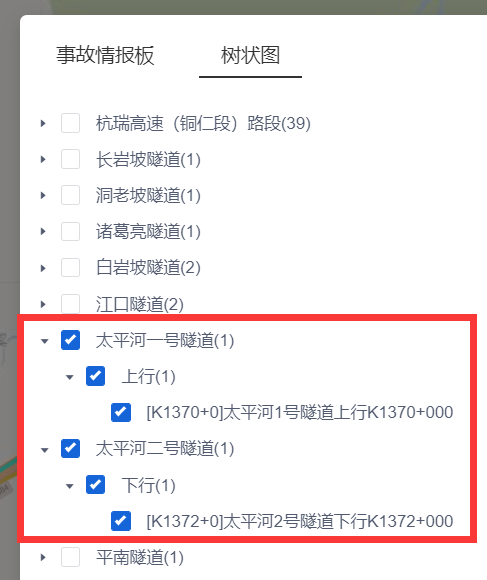 事故情报板 树状图
杭瑞高速（铜仁段）路段(39)
长岩坡隧道(1)
洞老坡隧道(1)
诸葛亮隧道(1)
白岩坡隧道(2)
江口隧道(2)
太平河一号隧道(1)
上行(1)
[K1370+0]太平河1号隧道上行K1370+000
太平河二号隧道(1)
下行(1)
[K1372+0]太平河2号隧道下行K1372+000
平南隧道(1)